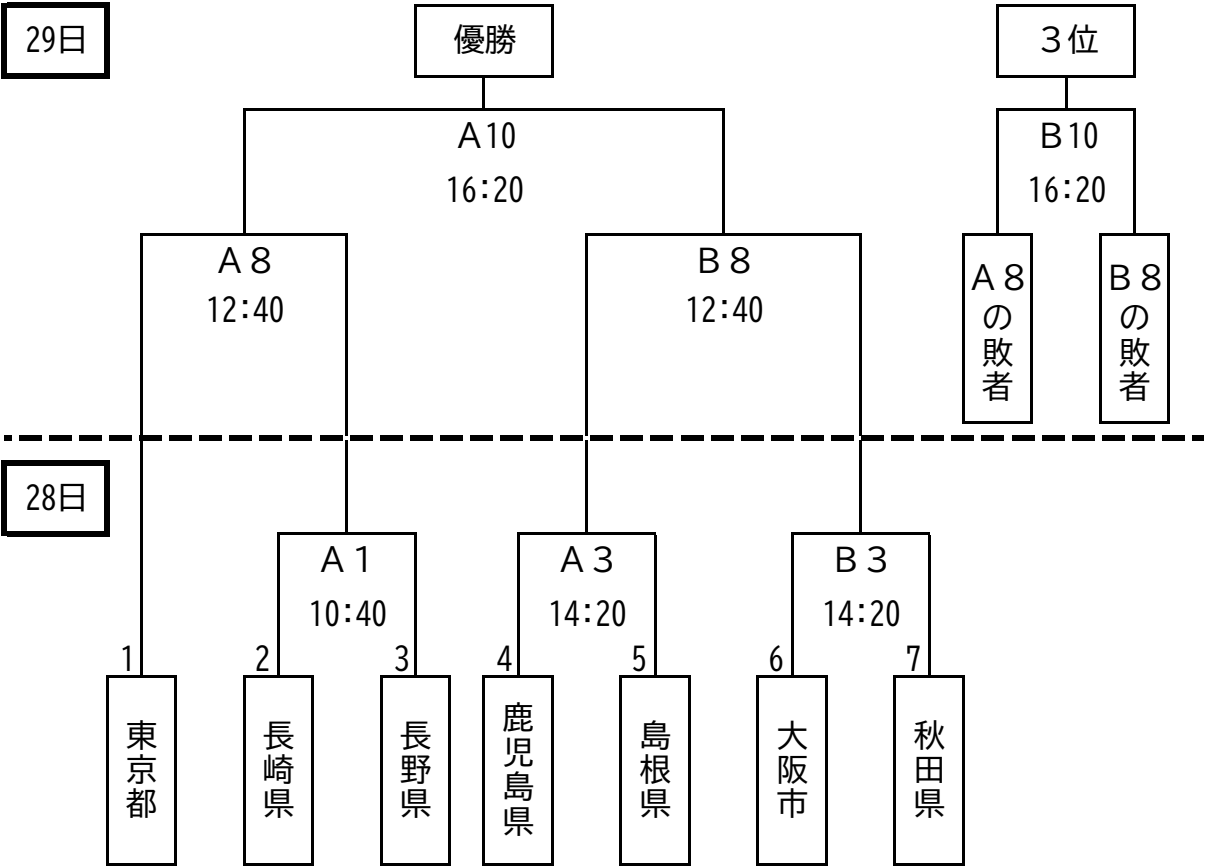 29日
優勝
３位
Ａ10
16：20
Ｂ10
16：20
Ａ８
12：40
Ｂ８
12：40
Ａ８の敗者
Ｂ８の敗者
28日
Ａ１
10：40
Ａ３
14：20
Ｂ３
14：20
1
2
3
4
5
6
7
東京都
長崎県
長野県
鹿児島県
島根県
大阪市
秋田県